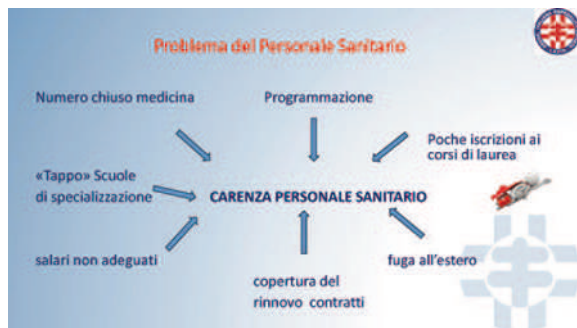 Problema del Personale Sanitario
Numero chiuso medicina
Programmazione
Poche iscrizioni ai
corsi di laurea
«Tappo» Scuole
di specializzazione
CARENZA PERSONALE SANITARIO
salari non adeguati
copertura del
rinnovo contratti
fuga all'estero